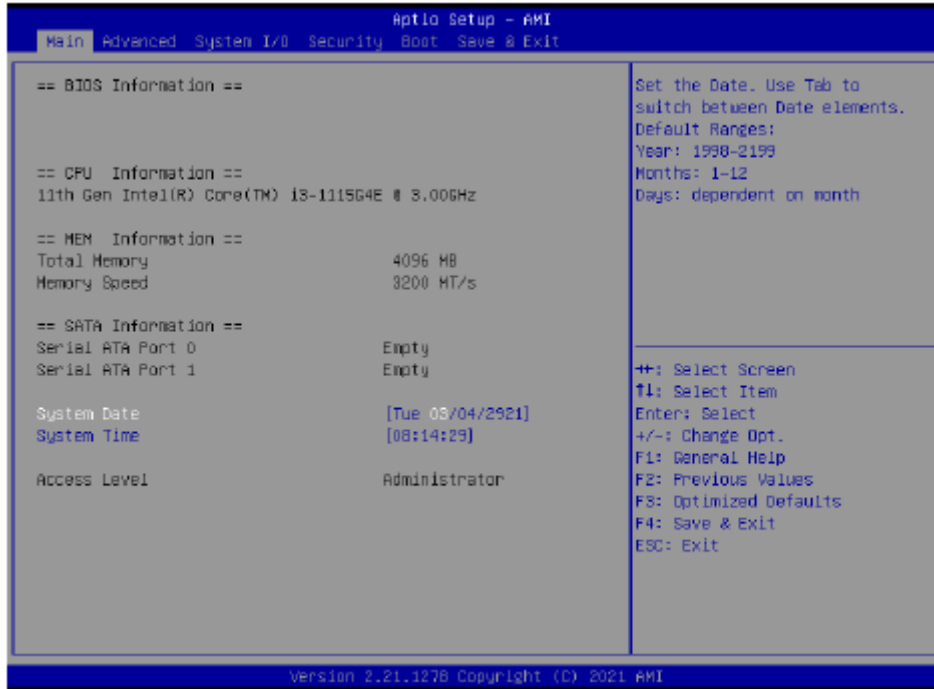 Aptio Setup - AMI
Main Advanced System I/O Security Boot Save & Exit
== BIOS Information ==
== CPU Information ==
11th Gen Intel(R) Core(TM) i3-1115G4E @ 3.00GHz
== MEM Information ==
Total Memory 4096 MB
Memory Speed 3200 MT/s
== SATA Information ==
Serial ATA Port 0 Empty
Serial ATA Port 1 Empty
System Date [Tue 03/04/2921]
System Time [08:14:29]
Access Level Administrator
Set the Date. Use Tab to
switch between Date elements.
Default Ranges:
Year: 1998-2199
Months: 1-12
Days: dependent on month
→←: Select Screen
↑↓: Select Item
Enter: Select
+/-: Change Opt.
F1: General Help
F2: Previous Values
F3: Optimized Defaults
F4: Save & Exit
ESC: Exit
Version 2.21.1278 Copyright (C) 2021 AMI